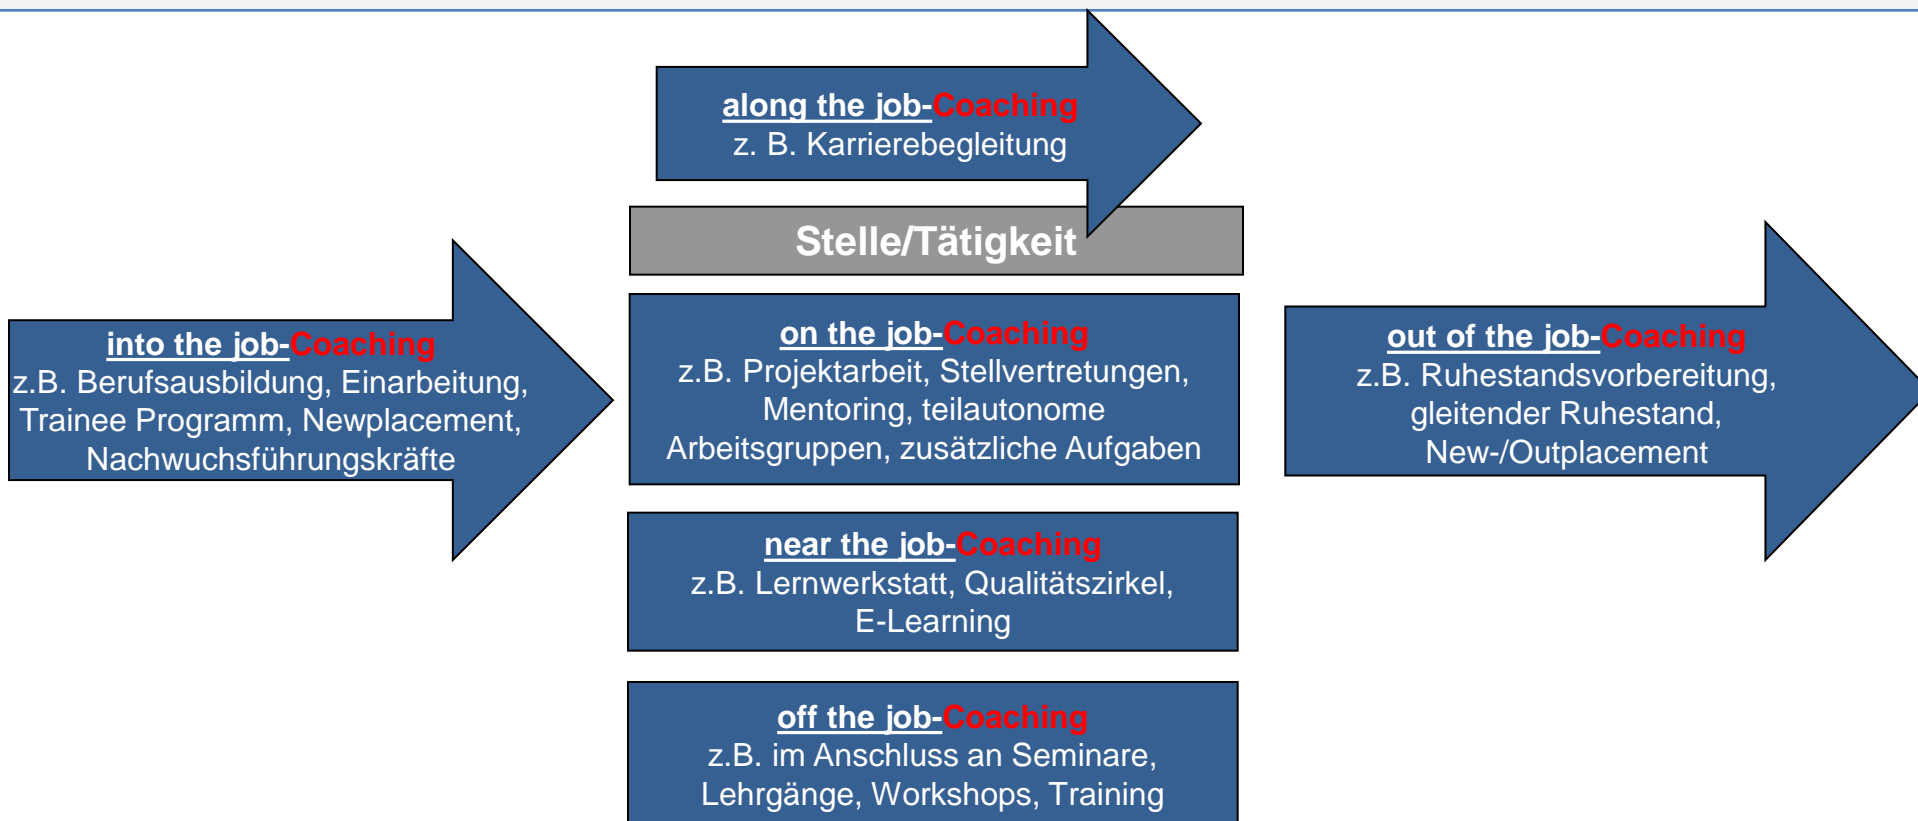 along the job-Coaching
z. B. Karrierebegleitung
Stelle/Tätigkeit
into the job-Coaching
z.B. Berufsausbildung, Einarbeitung,
Trainee Programm, Newplacement,
Nachwuchsführungskräfte
on the job-Coaching
z.B. Projektarbeit, Stellvertretungen,
Mentoring, teilautonome
Arbeitsgruppen, zusätzliche Aufgaben
out of the job-Coaching
z.B. Ruhestandsvorbereitung,
gleitender Ruhestand,
New-/Outplacement
near the job-Coaching
z.B. Lernwerkstatt, Qualitätszirkel,
E-Learning
off the job-Coaching
z.B. im Anschluss an Seminare,
Lehrgänge, Workshops, Training